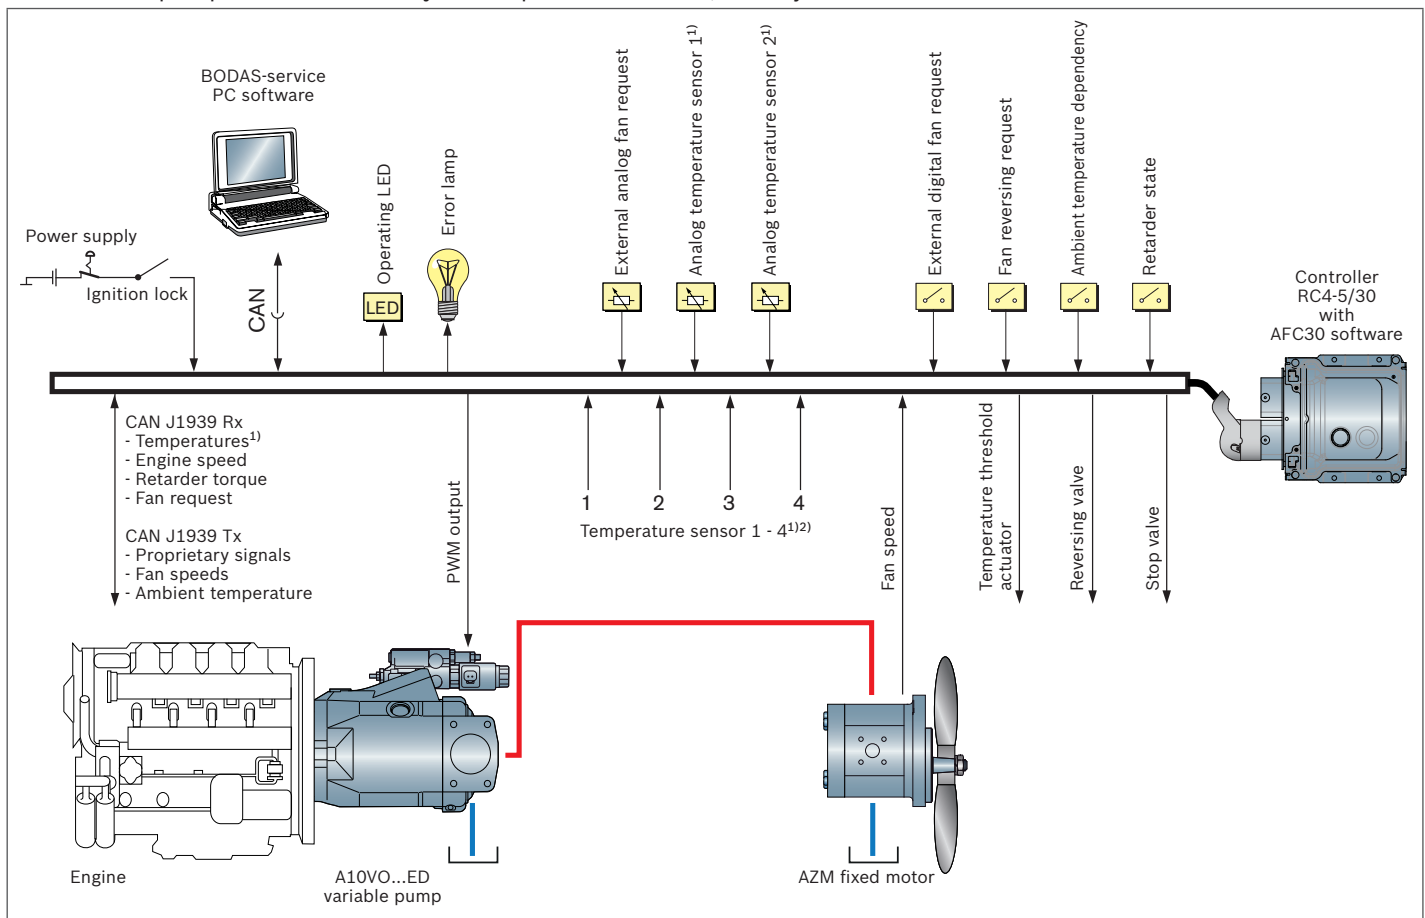 BODAS-service
PC software
Power supply
Ignition lock
CAN
Operating LED
LED
Error lamp
External analog fan request
Analog temperature sensor 1¹⁾
Analog temperature sensor 2¹⁾
External digital fan request
Fan reversing request
Ambient temperature dependency
Retarder state
Controller
RC4-5/30
with
AFC30 software
CAN J1939 Rx
- Temperatures¹⁾
- Engine speed
- Retarder torque
- Fan request
CAN J1939 Tx
- Proprietary signals
- Fan speeds
- Ambient temperature
PWM output
1
2
3
4
Temperature sensor 1 - 4¹⁾²⁾
Fan speed
Temperature threshold
actuator
Reversing valve
Stop valve
Engine
A10VO...ED
variable pump
AZM fixed motor